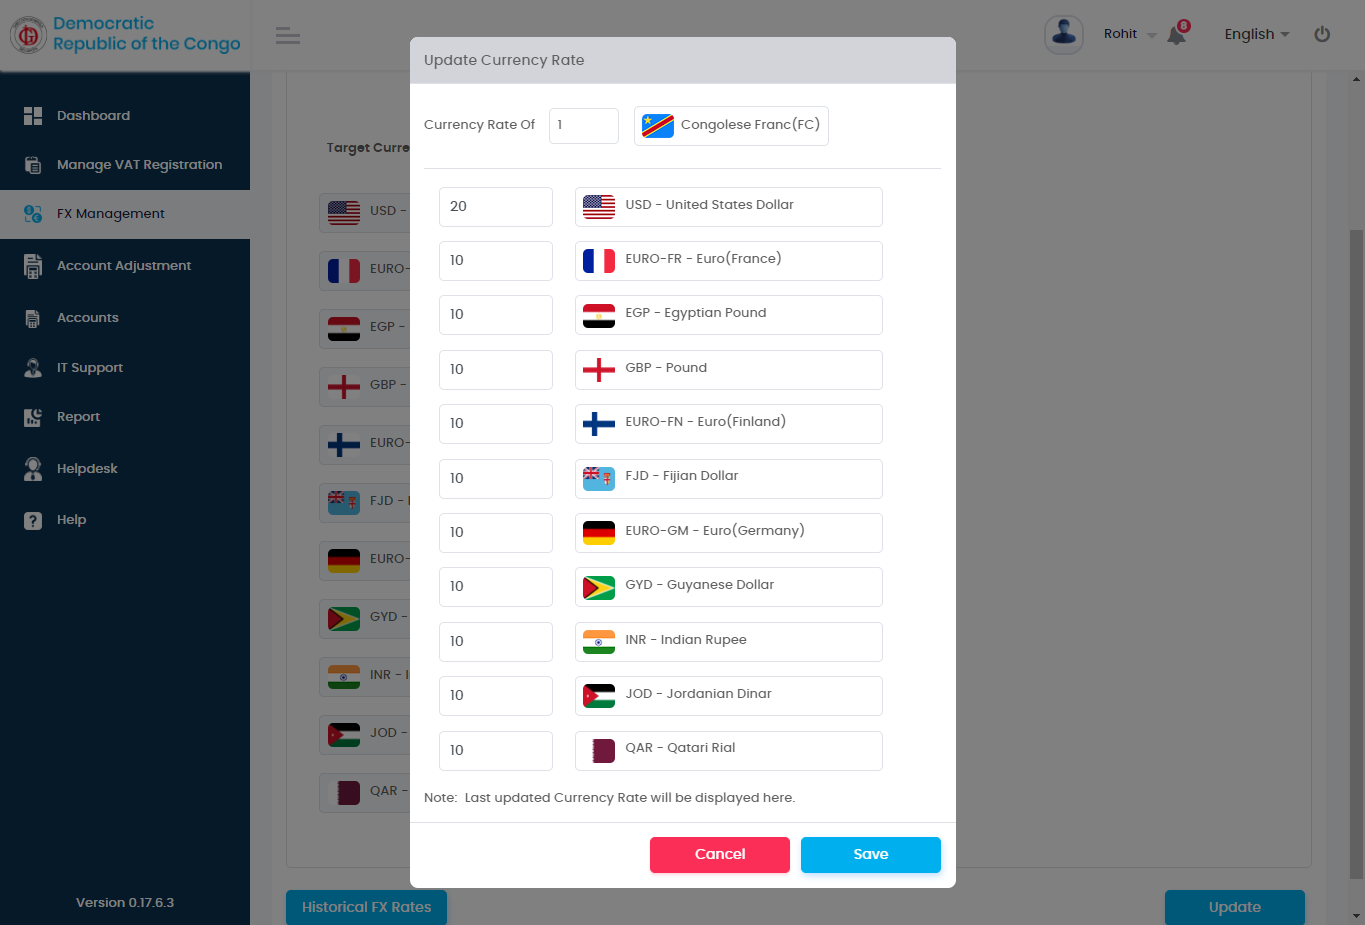 Democratic
Republic of the Congo
Rohit
8
English
Dashboard
Manage VAT Registration
FX Management
Account Adjustment
Accounts
IT Support
Report
Helpdesk
Help
Version 0.17.6.3
Target Curre
USD -
EURO-
EGP -
GBP -
EURO-
FJD -
EURO-
GYD -
INR - I
JOD -
QAR -
Historical FX Rates
Update
Update Currency Rate
Currency Rate Of 1 Congolese Franc(FC)
20 USD - United States Dollar
10 EURO-FR - Euro(France)
10 EGP - Egyptian Pound
10 GBP - Pound
10 EURO-FN - Euro(Finland)
10 FJD - Fijian Dollar
10 EURO-GM - Euro(Germany)
10 GYD - Guyanese Dollar
10 INR - Indian Rupee
10 JOD - Jordanian Dinar
10 QAR - Qatari Rial
Note: Last updated Currency Rate will be displayed here.
Cancel
Save